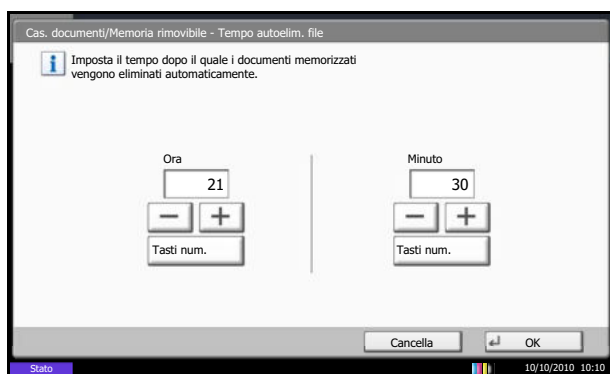 Cas. documenti/Memoria rimovibile - Tempo autoelim. file
Imposta il tempo dopo il quale i documenti memorizzati
vengono eliminati automaticamente.
Ora
Minuto
21
30
Tasti num.
Tasti num.
Cancella
OK
Stato
10/10/2010 10:10